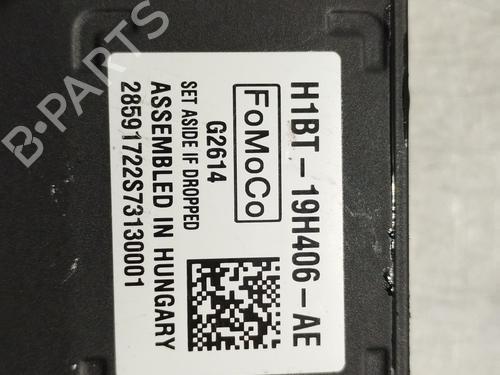 H1BT-19H406-AE
FoMoCo
G2614
SET ASIDE IF DROPPED
ASSEMBLED IN HUNGARY
28591722S73130001
B-PARTS